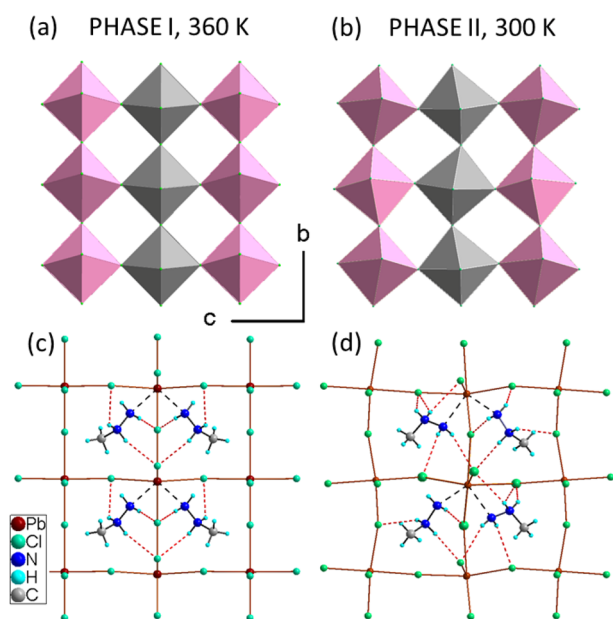 (a) PHASE I, 360 K
(b) PHASE II, 300 K
b
c
(c)
(d)
Pb
Cl
N
H
C